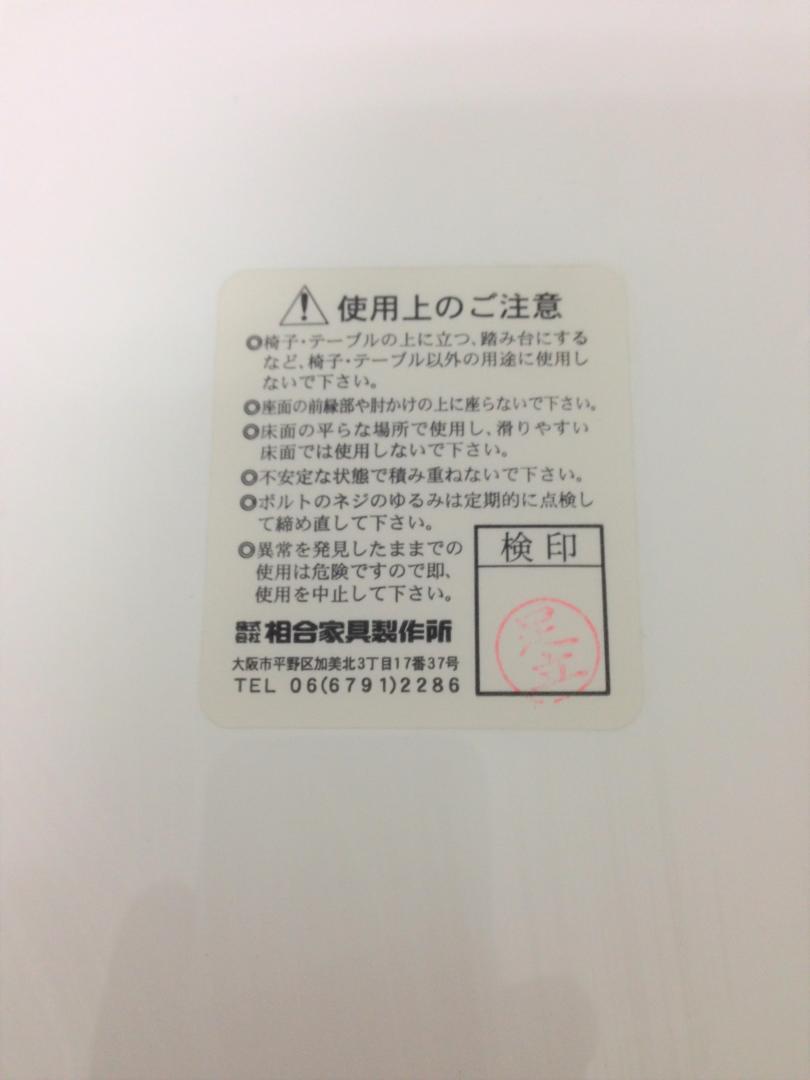 使用上のご注意
◎椅子・テーブルの上に立つ、踏み台にする
など、椅子・テーブル以外の用途に使用し
ないで下さい。
◎座面の前縁部や肘かけの上に座らないで下さい。
◎床面の平らな場所で使用し、滑りやすい
床面では使用しないで下さい。
◎不安定な状態で積み重ねないで下さい。
◎ボルトのネジのゆるみは定期的に点検し
て締め直して下さい。
◎異常を発見したままでの
使用は危険ですので即、
使用を中止して下さい。
検印
株式会社 相合家具製作所
大阪市平野区加美北3丁目17番37号
TEL 06(6791)2286